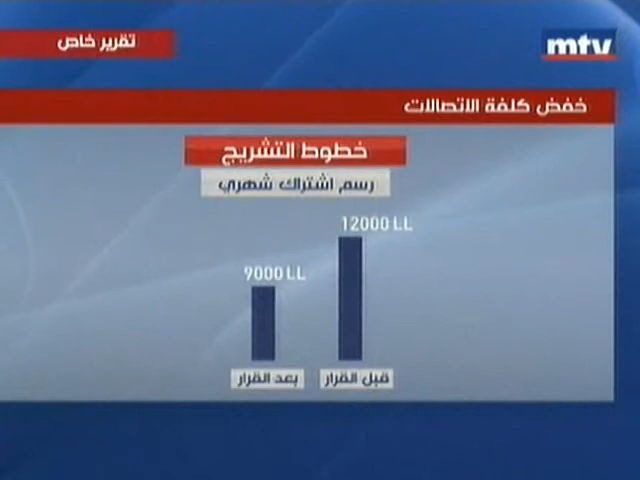 mtv
تقرير خاص
خفض كلفة الاتصالات
خطوط التشريج
رسم اشتراك شهري
12000 LL
9000 LL
قبل القرار
بعد القرار